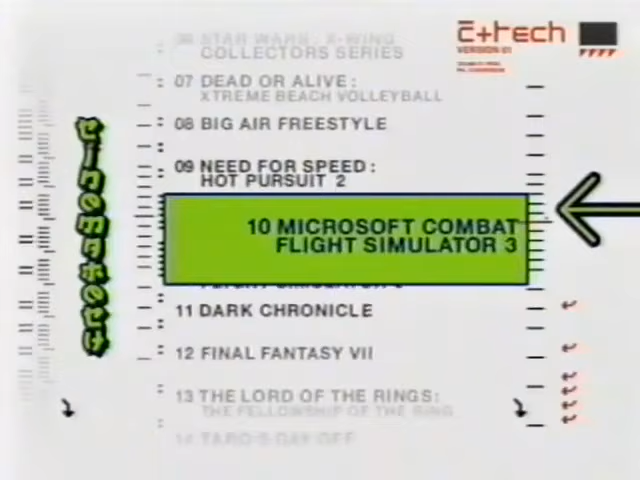 06 STAR WARS: X-WING
COLLECTORS SERIES
07 DEAD OR ALIVE:
XTREME BEACH VOLLEYBALL
08 BIG AIR FREESTYLE
09 NEED FOR SPEED:
HOT PURSUIT 2
10 MICROSOFT COMBAT
FLIGHT SIMULATOR 3
11 DARK CHRONICLE
12 FINAL FANTASY VII
13 THE LORD OF THE RINGS:
THE FELLOWSHIP OF THE RING
14 TARO'S DAY OFF
C+tech
VERSION 01